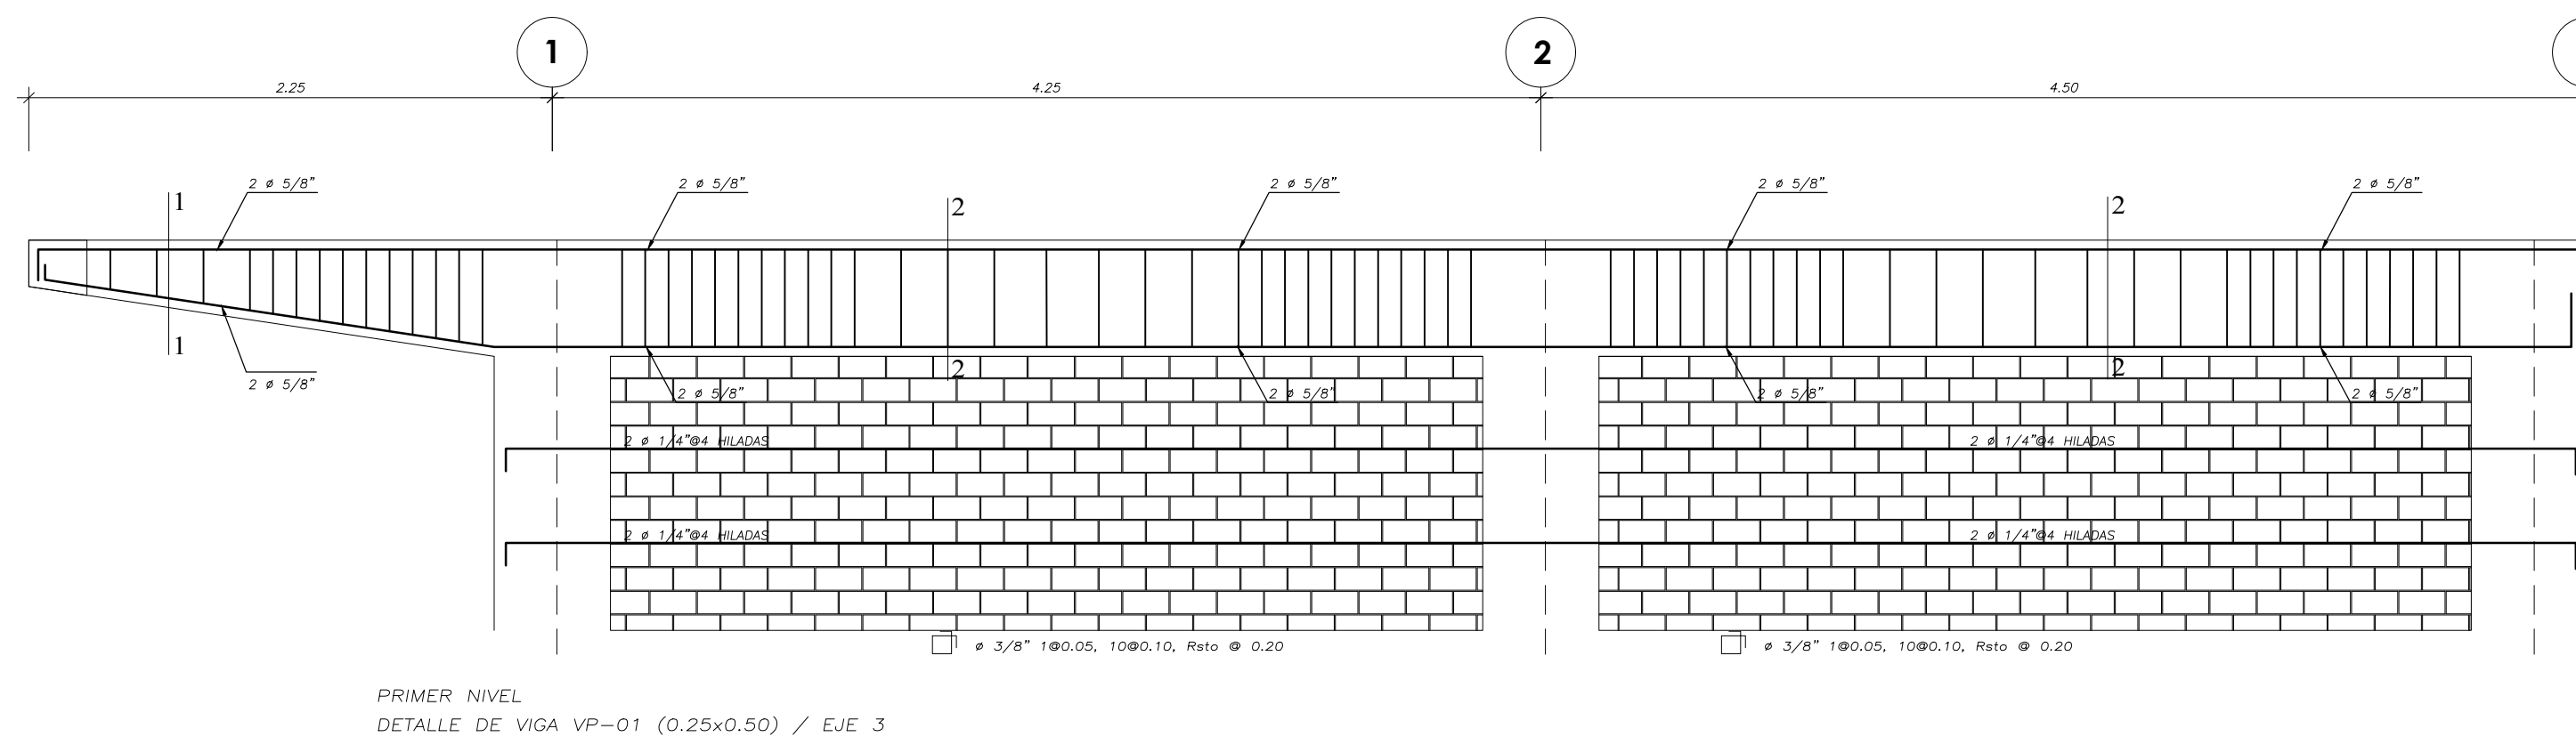 1
2
2.25
4.25
4.50
2 ø 5/8"
2 ø 5/8"
2 ø 5/8"
2 ø 5/8"
2 ø 5/8"
1
2
2
1
2
2
2 ø 5/8"
2 ø 5/8"
2 ø 5/8"
2 ø 5/8"
2 ø 5/8"
2 ø 1/4"@4 HILADAS
2 ø 1/4"@4 HILADAS
2 ø 1/4"@4 HILADAS
2 ø 1/4"@4 HILADAS
ø 3/8" 1@0.05, 10@0.10, Rsto @ 0.20
ø 3/8" 1@0.05, 10@0.10, Rsto @ 0.20
PRIMER NIVEL
DETALLE DE VIGA VP-01 (0.25x0.50) / EJE 3